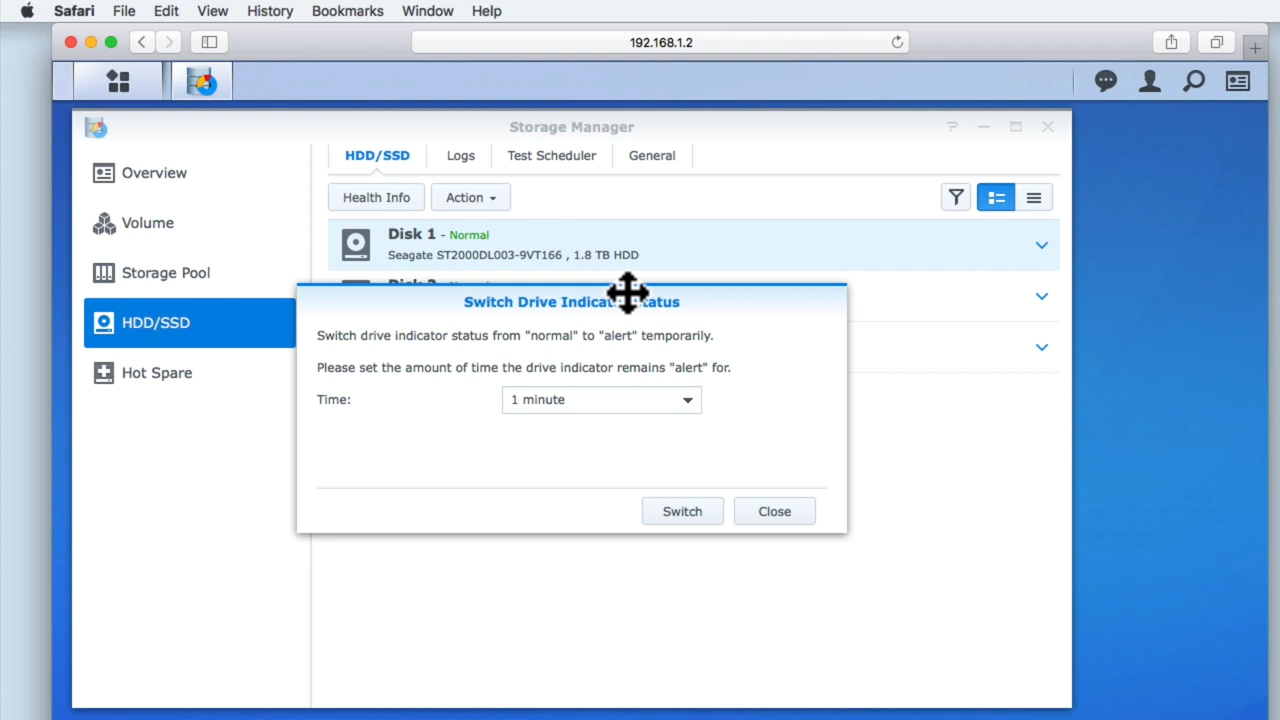 Safari File Edit View History Bookmarks Window Help
192.168.1.2
Storage Manager
Overview
Volume
Storage Pool
HDD/SSD
Hot Spare
HDD/SSD Logs Test Scheduler General
Health Info Action
Disk 1 - Normal
Seagate ST2000DL003-9VT166 , 1.8 TB HDD
Switch Drive
Switch drive indicator status from "normal" to "alert" temporarily.
Please set the amount of time the drive indicator remains "alert" for.
Time: 1 minute
Switch Close